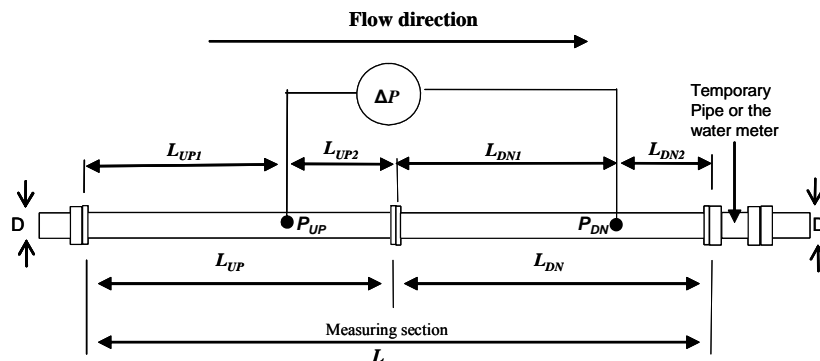 Flow direction
ΔP
Temporary
Pipe or the
water meter
L_UP1
L_UP2
L_DN1
L_DN2
D
P_UP
P_DN
D
L_UP
L_DN
Measuring section
L